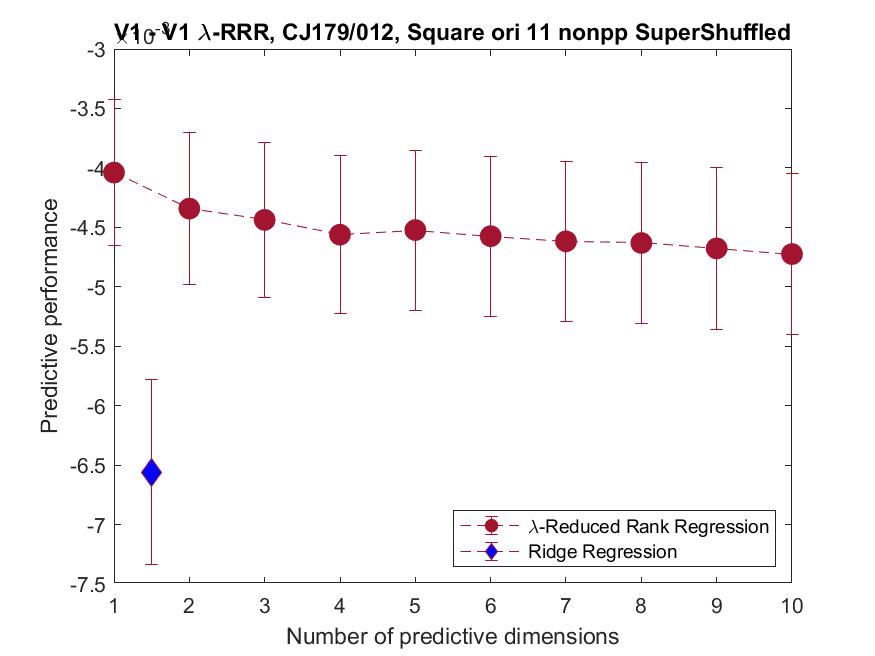 V1 - V1 λ-RRR, CJ179/012, Square ori 11 nonpp SuperShuffled
×10⁻³
-3
-3.5
-4
-4.5
-5
-5.5
-6
-6.5
-7
-7.5
Predictive performance
λ-Reduced Rank Regression
Ridge Regression
1 2 3 4 5 6 7 8 9 10
Number of predictive dimensions